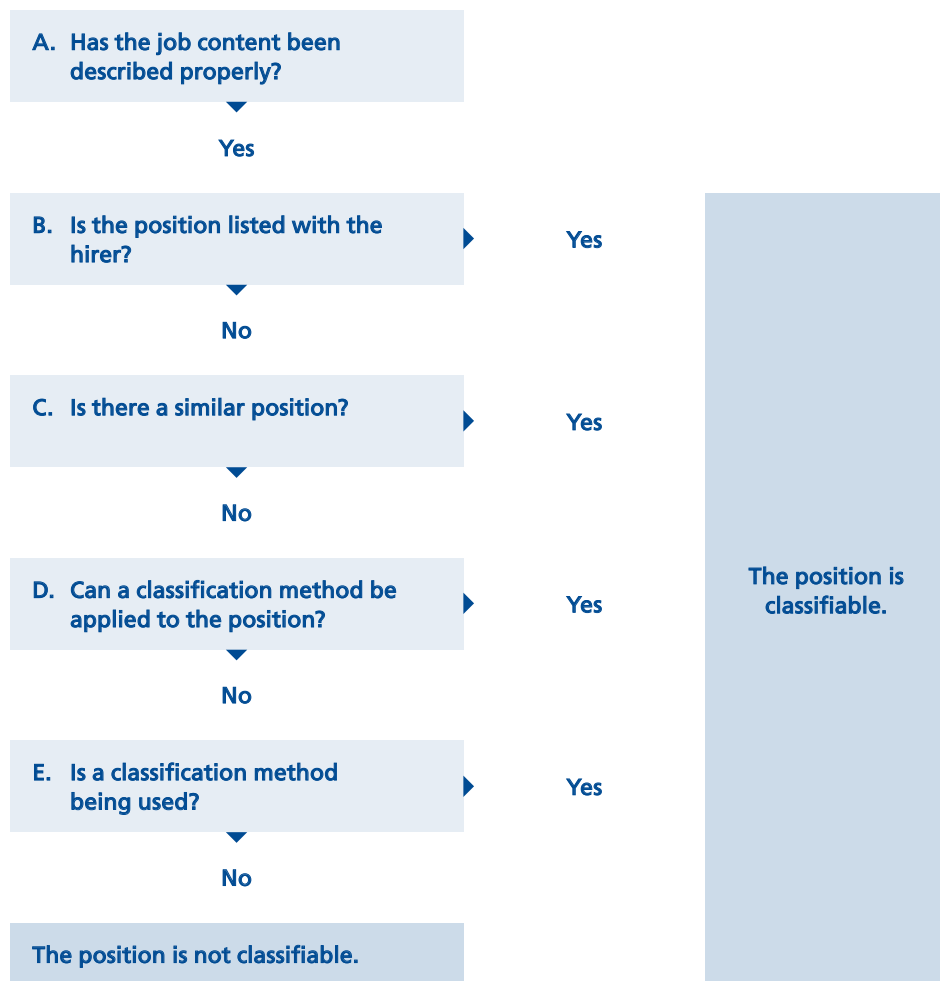 A. Has the job content been
described properly?
Yes
B. Is the position listed with the
hirer?
Yes
No
C. Is there a similar position?
Yes
No
D. Can a classification method be
applied to the position?
Yes
No
E. Is a classification method
being used?
Yes
No
The position is not classifiable.
The position is
classifiable.